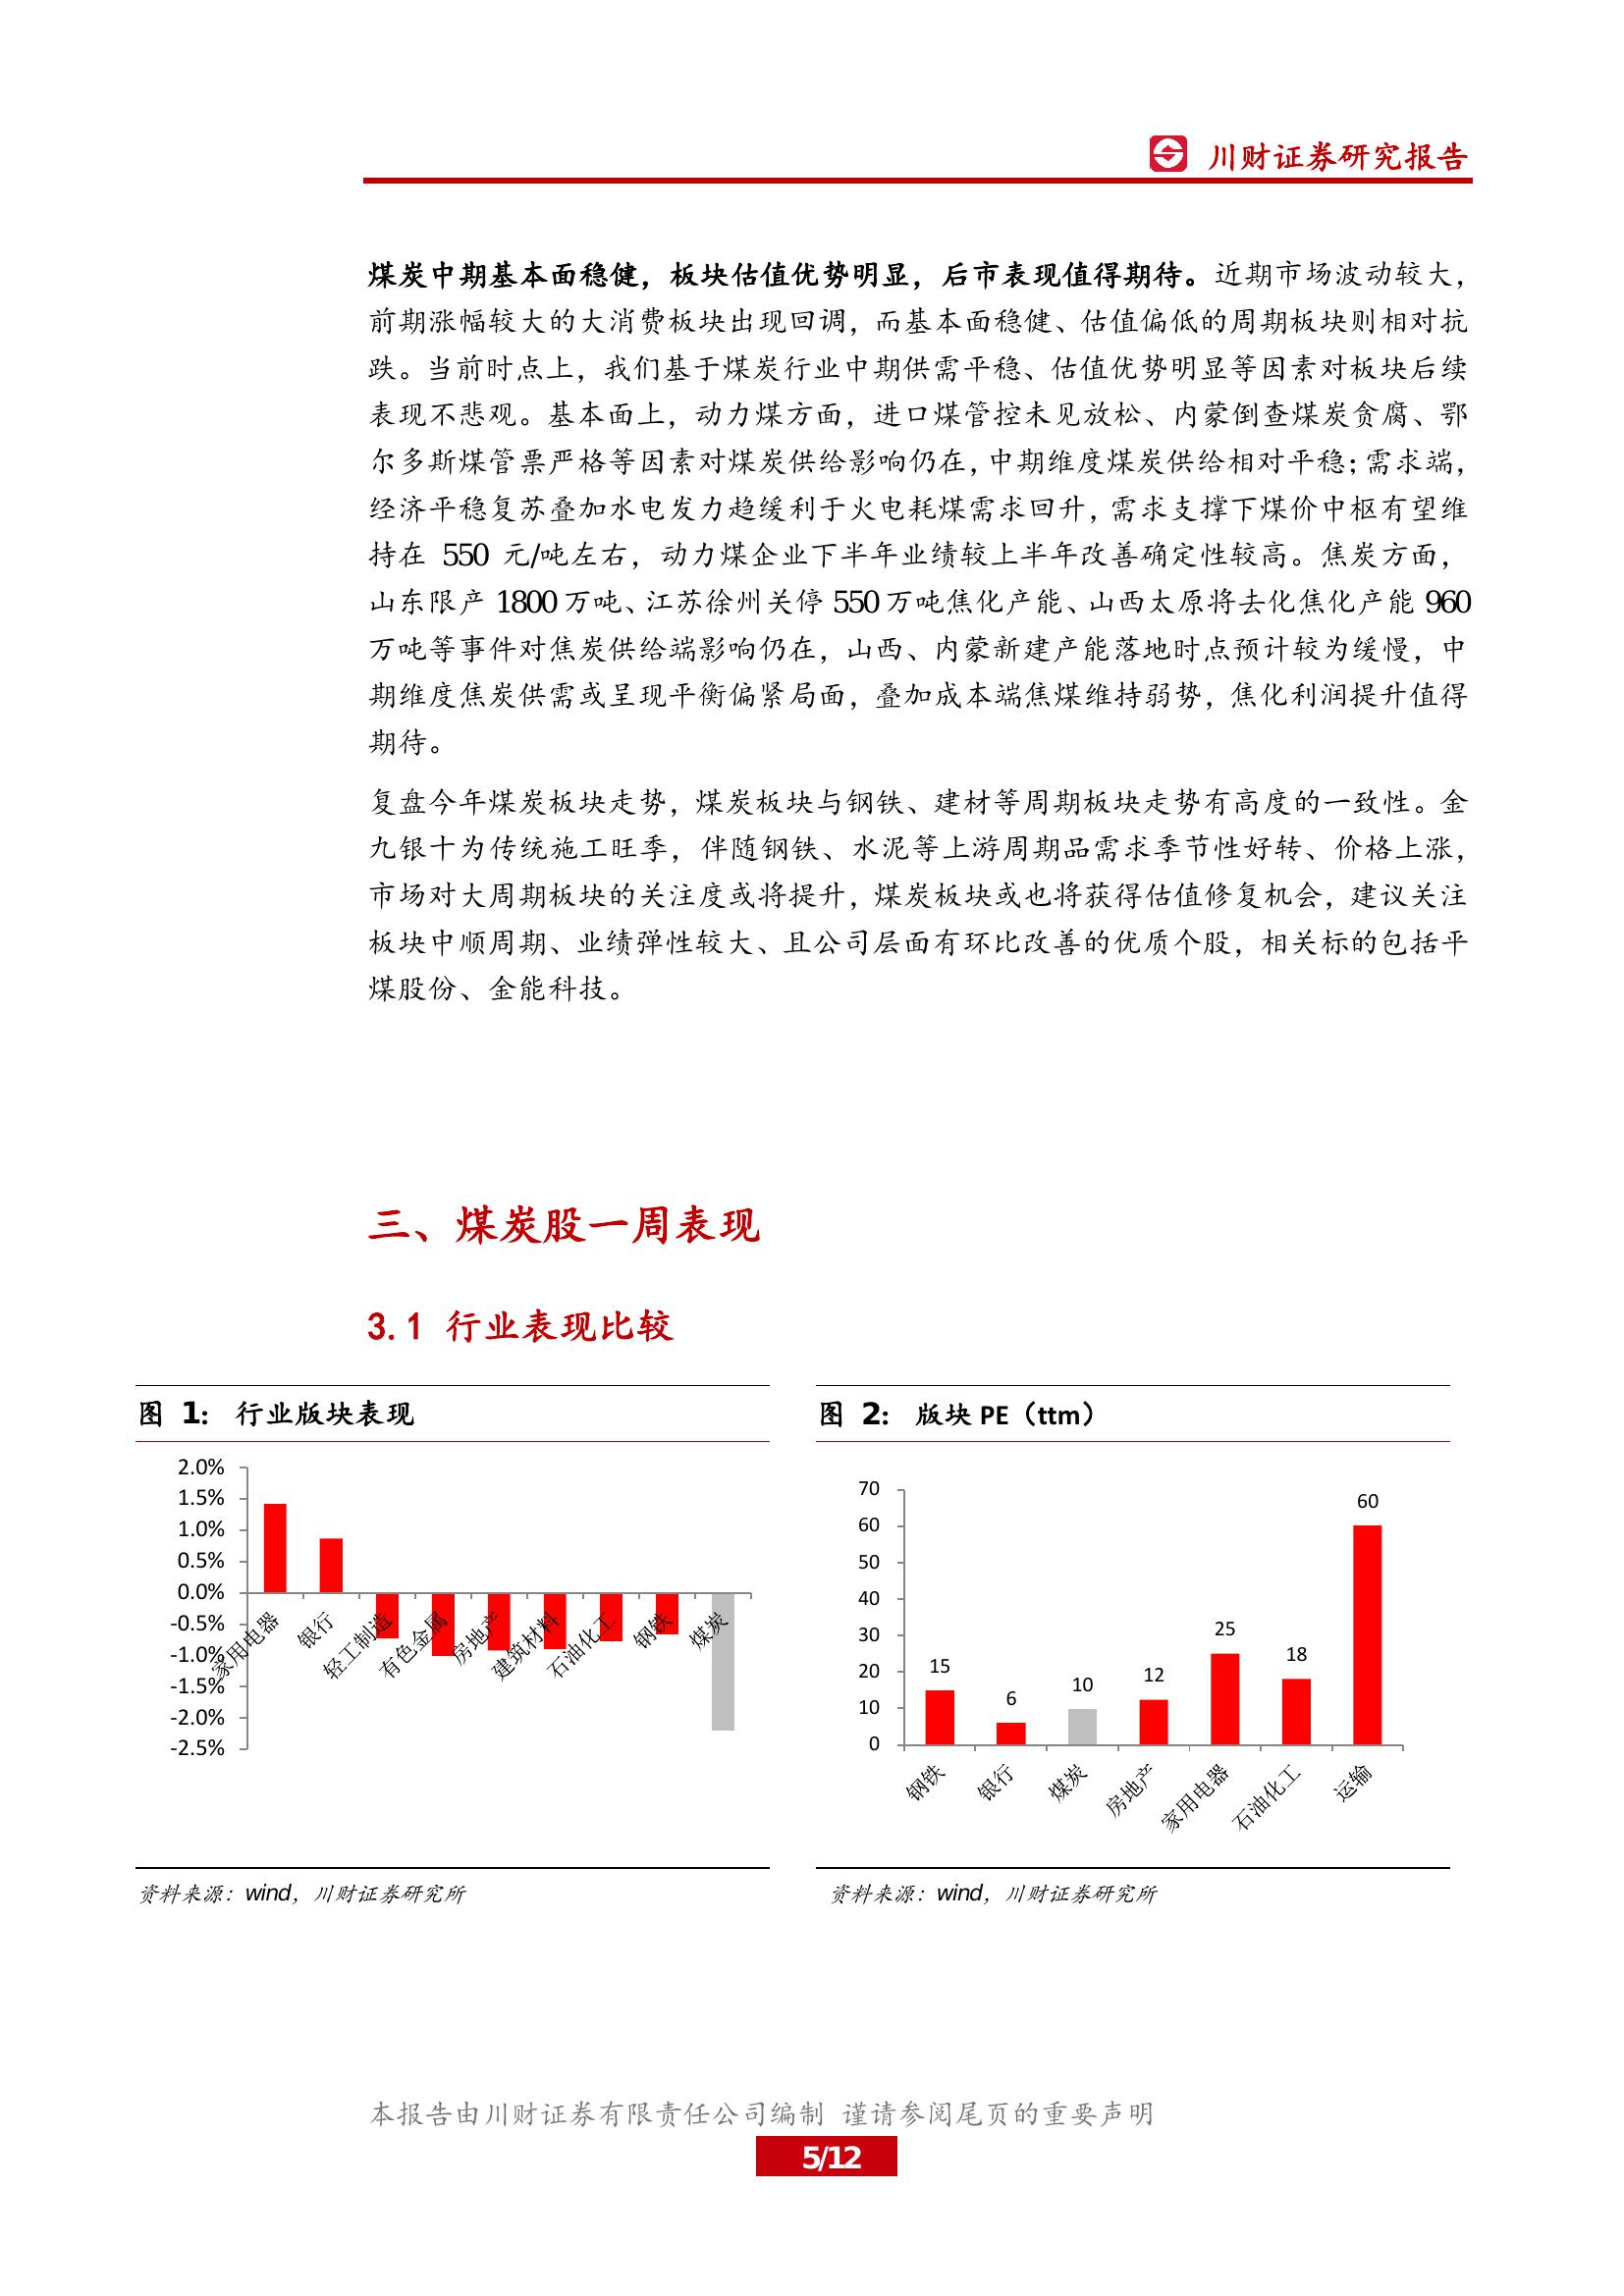 川财证券研究报告
煤炭中期基本面稳健，板块估值优势明显，后市表现值得期待。近期市场波动较大，
前期涨幅较大的大消费板块出现回调，而基本面稳健、估值偏低的周期板块则相对抗
跌。当前时点上，我们基于煤炭行业中期供需平稳、估值优势明显等因素对板块后续
表现不悲观。基本面上，动力煤方面，进口煤管控未见放松、内蒙倒查煤炭贪腐、鄂
尔多斯煤管票严格等因素对煤炭供给影响仍在，中期维度煤炭供给相对平稳；需求端，
经济平稳复苏叠加水电发力趋缓利于火电耗煤需求回升，需求支撑下煤价中枢有望维
持在 550 元/吨左右，动力煤企业下半年业绩较上半年改善确定性较高。焦炭方面，
山东限产 1800 万吨、江苏徐州关停 550 万吨焦化产能、山西太原将去化焦化产能 960
万吨等事件对焦炭供给端影响仍在，山西、内蒙新建产能落地时点预计较为缓慢，中
期维度焦炭供需或呈现平衡偏紧局面，叠加成本端焦煤维持弱势，焦化利润提升值得
期待。
复盘今年煤炭板块走势，煤炭板块与钢铁、建材等周期板块走势有高度的一致性。金
九银十为传统施工旺季，伴随钢铁、水泥等上游周期品需求季节性好转、价格上涨，
市场对大周期板块的关注度或将提升，煤炭板块或也将获得估值修复机会，建议关注
板块中顺周期、业绩弹性较大、且公司层面有环比改善的优质个股，相关标的包括平
煤股份、金能科技。
三、煤炭股一周表现
3.1 行业表现比较
图 1： 行业版块表现
2.0%
1.5%
1.0%
0.5%
0.0%
-0.5%
-1.0%
-1.5%
-2.0%
-2.5%
家用电器
银行
轻工制造
有色金属
房地产
建筑材料
石油化工
钢铁
煤炭
资料来源：wind，川财证券研究所
图 2： 版块 PE（ttm）
70
60
50
40
30
20
10
0
15
6
10
12
25
18
60
钢铁
银行
煤炭
房地产
家用电器
石油化工
运输
资料来源：wind，川财证券研究所
本报告由川财证券有限责任公司编制 谨请参阅尾页的重要声明
5/12